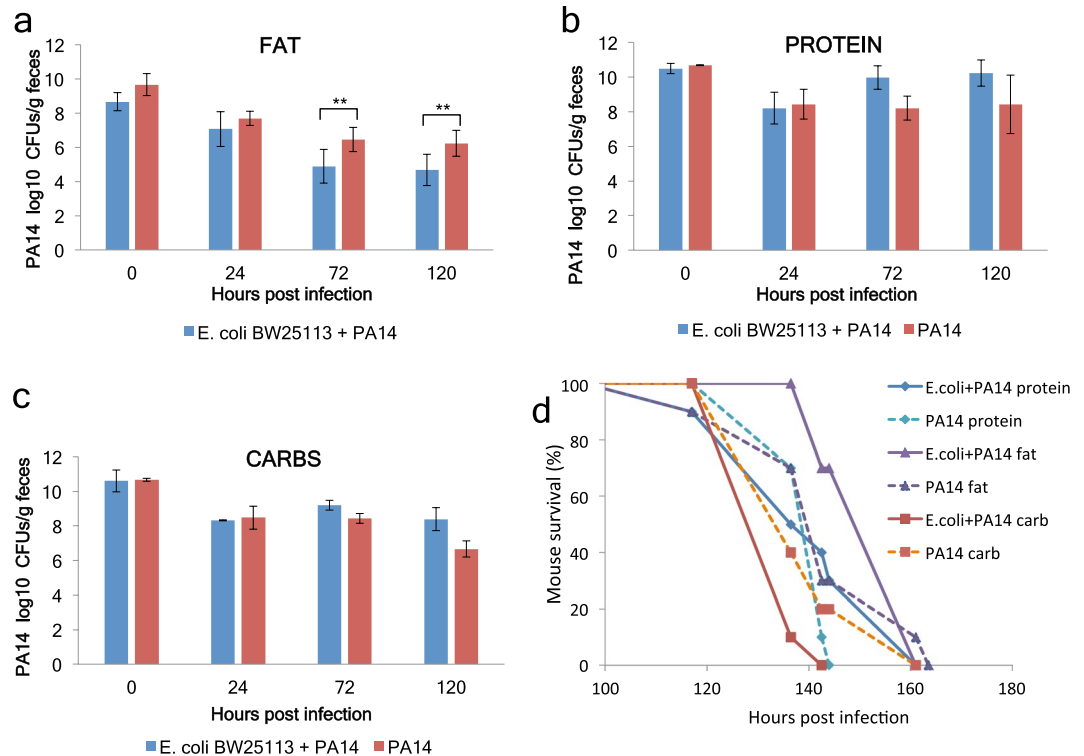 a
FAT
PA14 log10 CFUs/g feces
12
10
8
6
4
2
0
**
**
0 24 72 120
Hours post infection
E. coli BW25113 + PA14
b
PROTEIN
PA14 log10 CFUs/g feces
12
10
8
6
4
2
0
0 24 72 120
Hours post infection
E. coli BW25113 + PA14 PA14
c
CARBS
PA14 log10 CFUs/g feces
12
10
8
6
4
2
0
0 24 72 120
Hours post infection
E. coli BW25113 + PA14 PA14
d
Mouse survival (%)
100
80
60
40
20
0
100 120 140 160 180
Hours post infection
E.coli+PA14 protein
PA14 protein
E.coli+PA14 fat
PA14 fat
E.coli+PA14 carb
PA14 carb